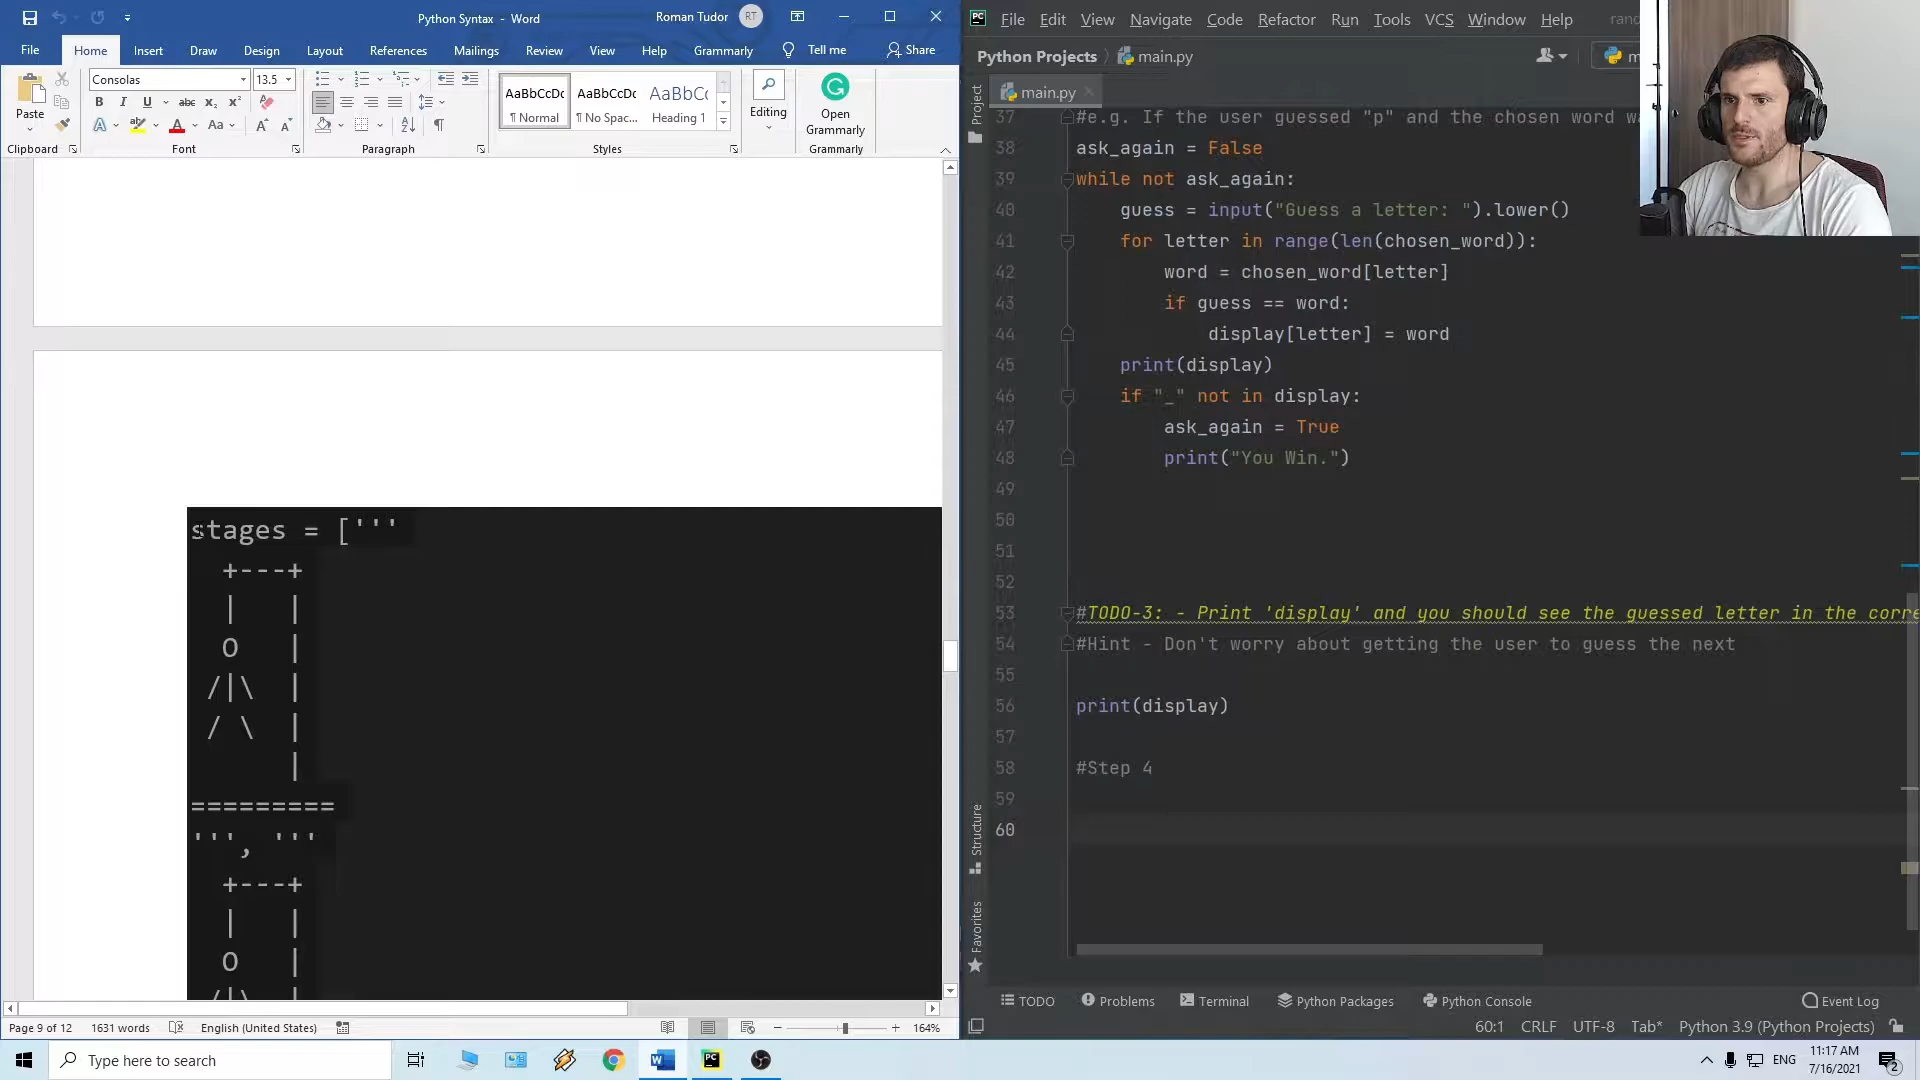 Python Syntax - Word
Roman Tudor
RT
File Home Insert Draw Design Layout References Mailings Review View Help Grammarly Tell me Share
Paste
Clipboard
Consolas
13.5
B I U abc x₂ x²
A A Aa A A
Font
Paragraph
AaBbCcDc
¶ Normal
AaBbCcDc
¶ No Spac...
AaBbCc
Heading 1
Styles
Editing
Open
Grammarly
Grammarly
stages = ['''
+---+
|   |
O   |
/|\  |
/ \  |
|
=========
''', '''
+---+
|   |
O   |
/|\  |
Page 9 of 12
1631 words
English (United States)
164%
PC
File Edit View Navigate Code Refactor Run Tools VCS Window Help
Python Projects
main.py
main.py
Project
Structure
Favorites
37 #e.g. If the user guessed "p" and the chosen word
38 ask_again = False
39 while not ask_again:
40 guess = input("Guess a letter: ").lower()
41 for letter in range(len(chosen_word)):
42 word = chosen_word[letter]
43 if guess == word:
44 display[letter] = word
45 print(display)
46 if "_" not in display:
47 ask_again = True
48 print("You Win.")
49
50
51
52
53 #TODO-3: - Print 'display' and you should see the guessed letter in the
54 #Hint - Don't worry about getting the user to guess the next
55
56 print(display)
57
58 #Step 4
59
60
TODO Problems Terminal Python Packages Python Console Event Log
60:1 CRLF UTF-8 Tab* Python 3.9 (Python Projects)
Type here to search
PC
ENG
11:17 AM
7/16/2021
2